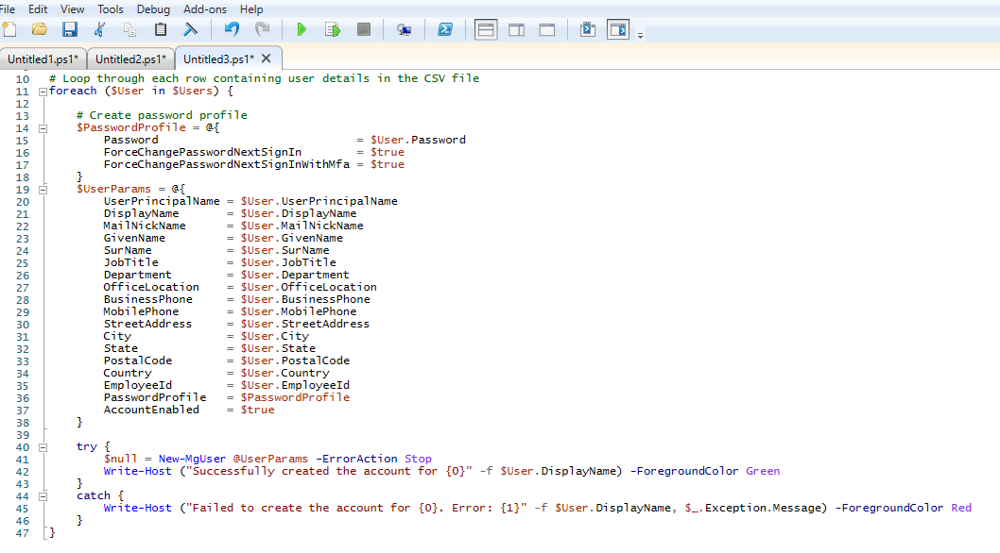 File Edit View Tools Debug Add-ons Help
Untitled1.ps1* Untitled2.ps1* Untitled3.ps1* X
10 # Loop through each row containing user details in the CSV file
11 foreach ($User in $Users) {
12
13 # Create password profile
14 $PasswordProfile = @{
15 Password = $User.Password
16 ForceChangePasswordNextSignIn = $true
17 ForceChangePasswordNextSignInWithMfa = $true
18 }
19 $UserParams = @{
20 UserPrincipalName = $User.UserPrincipalName
21 DisplayName = $User.DisplayName
22 MailNickName = $User.MailNickName
23 GivenName = $User.GivenName
24 SurName = $User.SurName
25 JobTitle = $User.JobTitle
26 Department = $User.Department
27 OfficeLocation = $User.OfficeLocation
28 BusinessPhone = $User.BusinessPhone
29 MobilePhone = $User.MobilePhone
30 StreetAddress = $User.StreetAddress
31 City = $User.City
32 State = $User.State
33 PostalCode = $User.PostalCode
34 Country = $User.Country
35 EmployeeId = $User.EmployeeId
36 PasswordProfile = $PasswordProfile
37 AccountEnabled = $true
38 }
39
40 try {
41 $null = New-MgUser @UserParams -ErrorAction Stop
42 Write-Host ("Successfully created the account for {0}" -f $User.DisplayName) -ForegroundColor Green
43 }
44 catch {
45 Write-Host ("Failed to create the account for {0}. Error: {1}" -f $User.DisplayName, $_.Exception.Message) -ForegroundColor Red
46 }
47 }